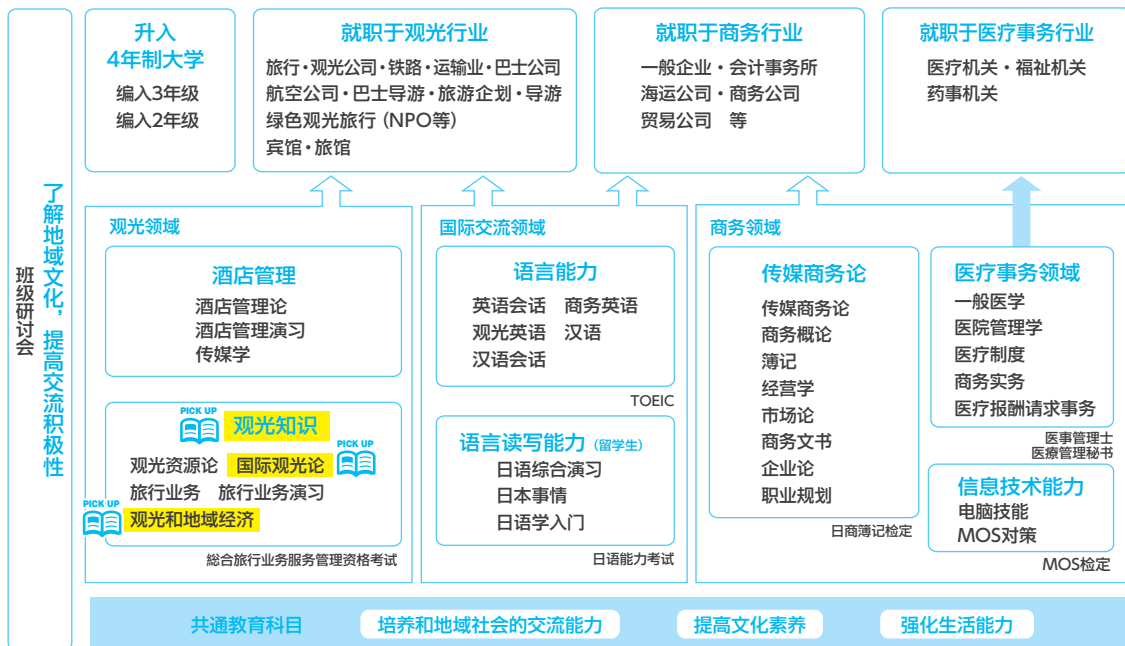 班级研讨会
了解地域文化，提高交流积极性
升入
4年制大学
编入3年级
编入2年级
就职于观光行业
旅行・观光公司・铁路・运输业・巴士公司
航空公司・巴士导游・旅游企划・导游
绿色观光旅行（NPO等）
宾馆・旅馆
就职于商务行业
一般企业・会计事务所
海运公司・商务公司
贸易公司　等
就职于医疗事务行业
医疗机关・福祉机关
药事机关
观光领域
酒店管理
酒店管理论
酒店管理演习
传媒学
PICK UP
观光知识
PICK UP
观光资源论　国际观光论
旅行业务　旅行业务演习
PICK UP
观光和地域经济
総合旅行业务服务管理资格考试
国际交流领域
语言能力
英语会话　商务英语
观光英语　汉语
汉语会话
TOEIC
语言读写能力（留学生）
日语综合演习
日本事情
日语学入门
日语能力考试
商务领域
传媒商务论
传媒商务论
商务概论
簿记
经营学
市场论
商务文书
企业论
职业规划
日商簿记检定
医疗事务领域
一般医学
医院管理学
医疗制度
商务实务
医疗报酬请求事务
医事管理士
医療管理秘书
信息技术能力
电脑技能
MOS对策
MOS检定
共通教育科目　培养和地域社会的交流能力　提高文化素养　强化生活能力